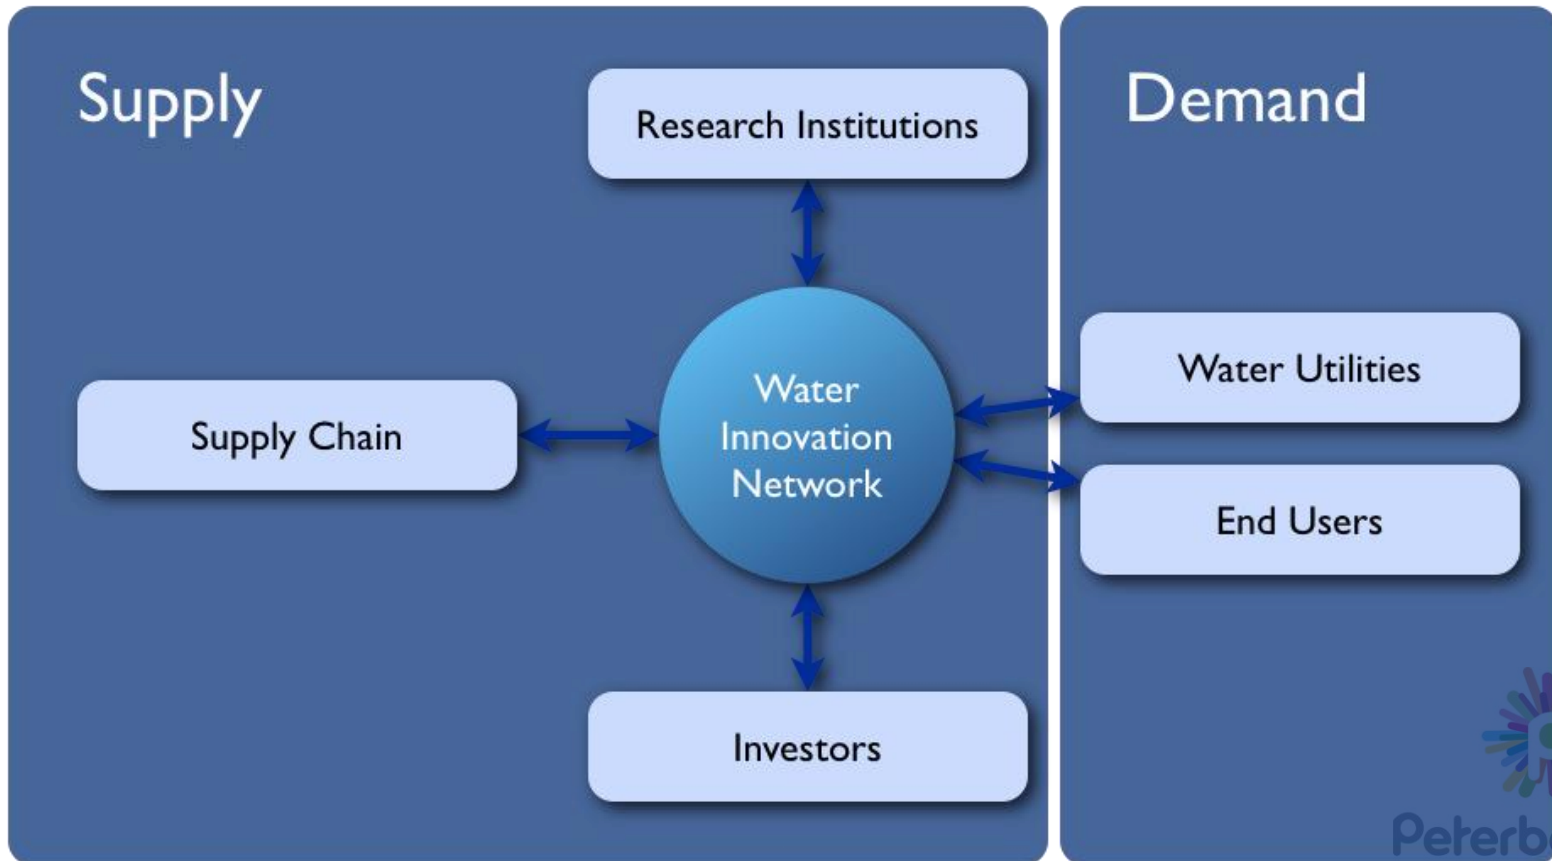 Supply
Demand
Research Institutions
Water Utilities
Water
Innovation
Network
Supply Chain
End Users
Investors